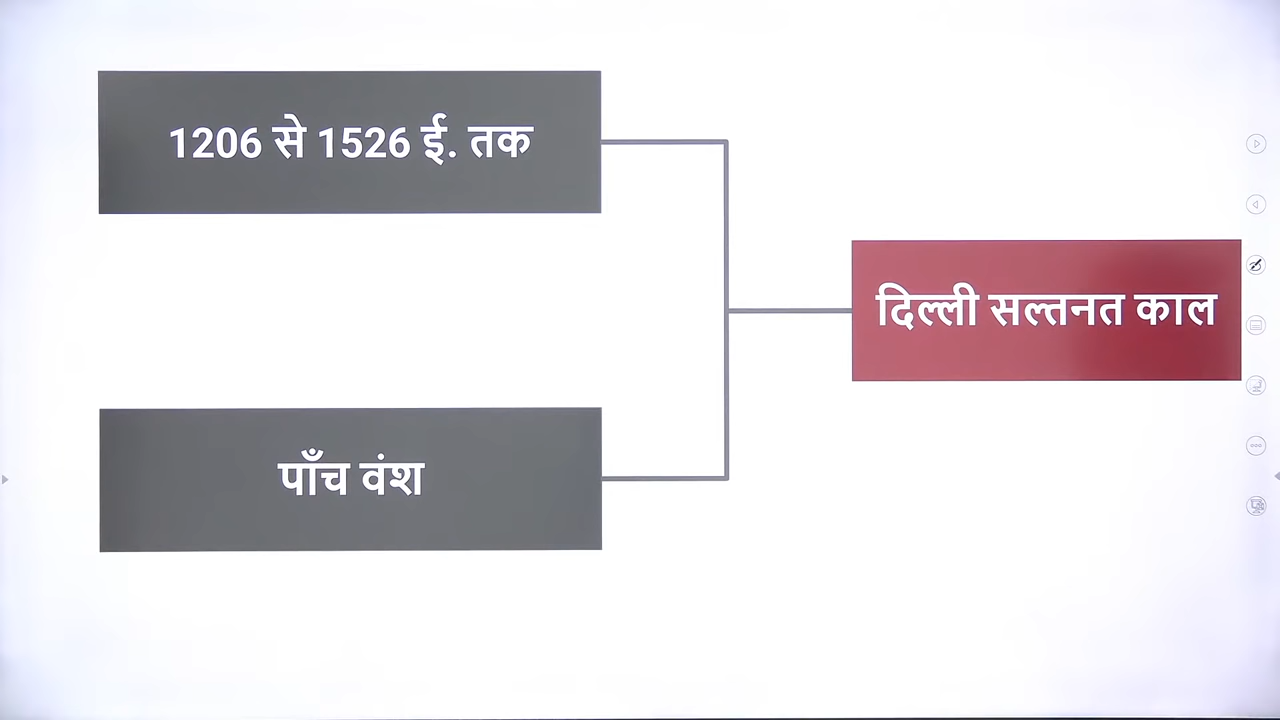 1206 से 1526 ई. तक
दिल्ली सल्तनत काल
पाँच वंश